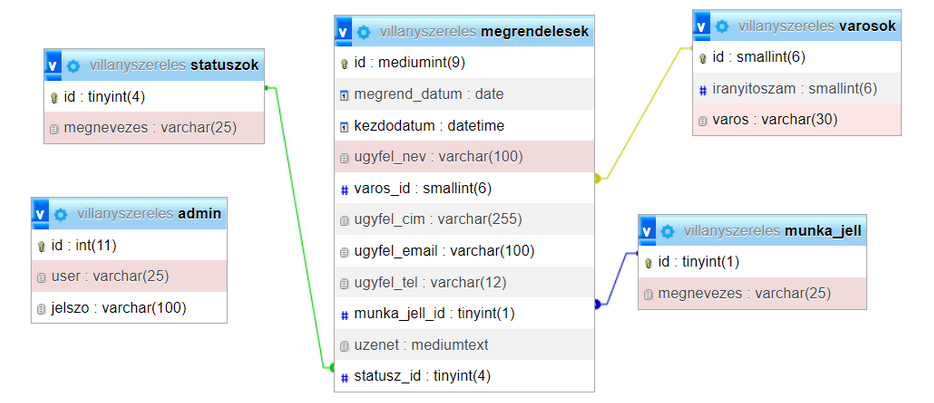 villanyszereles statuszok
id : tinyint(4)
megnevezes : varchar(25)
villanyszereles admin
id : int(11)
user : varchar(25)
jelszo : varchar(100)
villanyszereles megrendelesek
id : mediumint(9)
megrend_datum : date
kezdodatum : datetime
ugyfel_nev : varchar(100)
varos_id : smallint(6)
ugyfel_cim : varchar(255)
ugyfel_email : varchar(100)
ugyfel_tel : varchar(12)
munka_jell_id : tinyint(1)
uzenet : mediumtext
statusz_id : tinyint(4)
villanyszereles varosok
id : smallint(6)
iranyitoszam : smallint(6)
varos : varchar(30)
villanyszereles munka_jell
id : tinyint(1)
megnevezes : varchar(25)